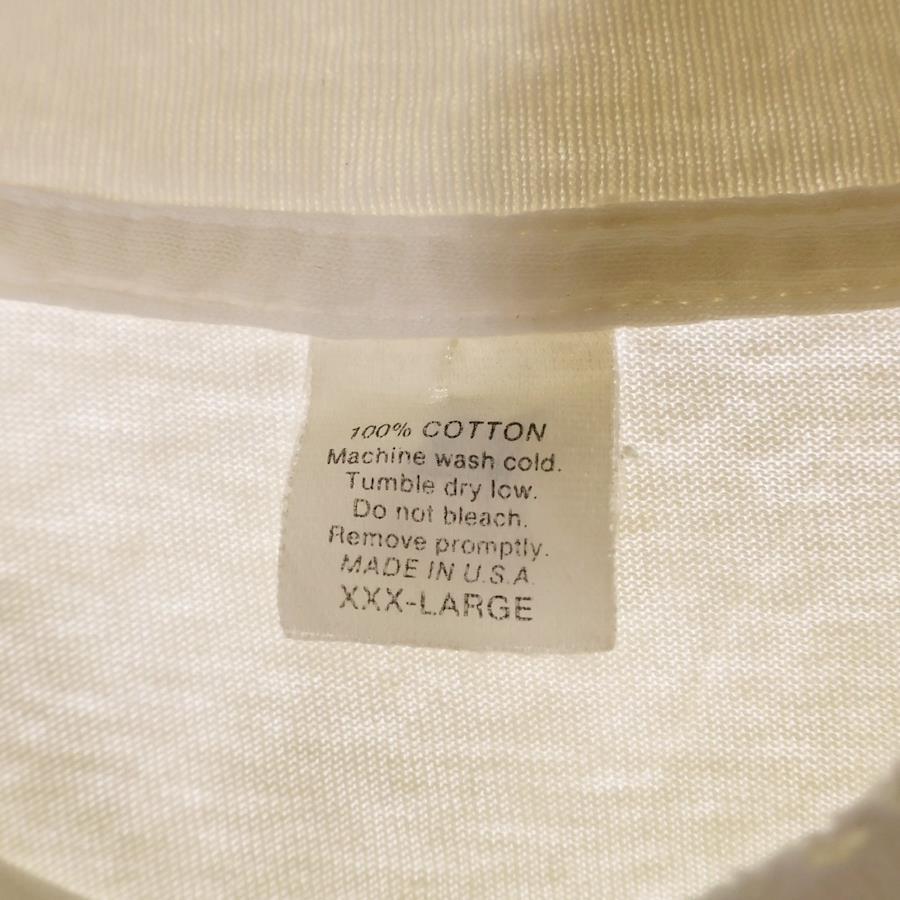 100% COTTON
Machine wash cold.
Tumble dry low.
Do not bleach.
Remove promptly.
MADE IN U.S.A.
XXX-LARGE